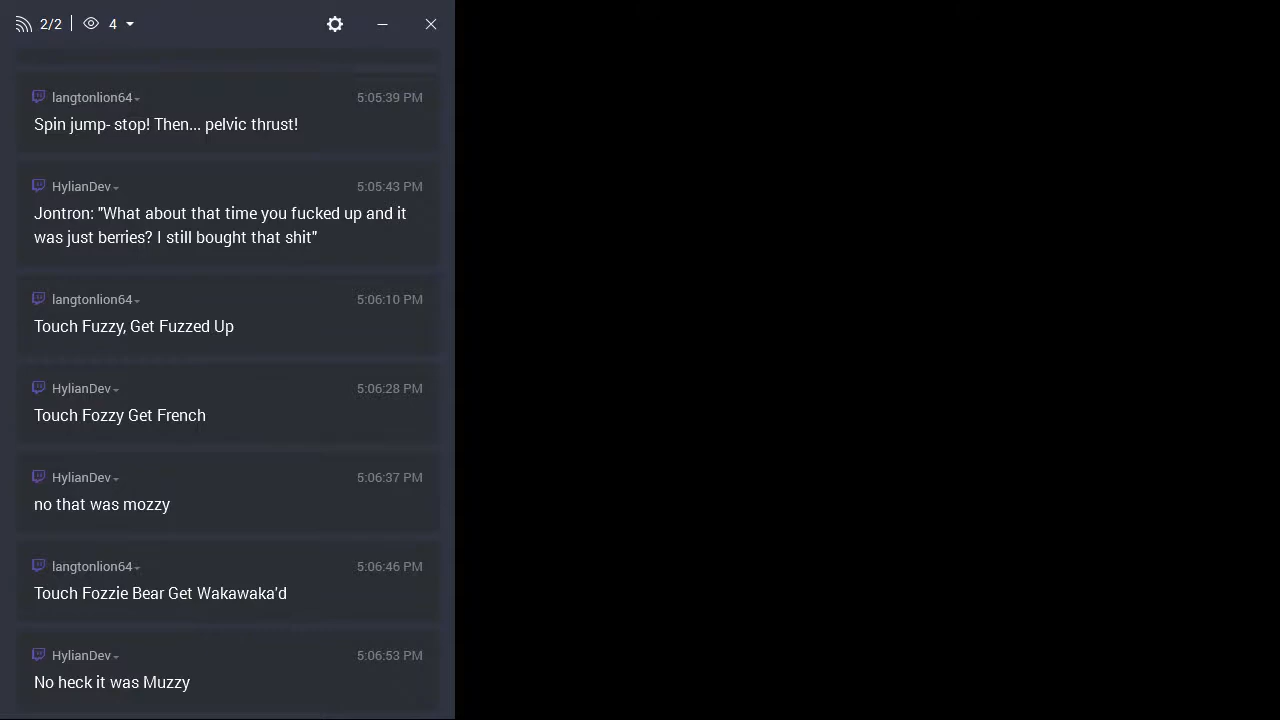 2/2 4
langtonlion64 5:05:39 PM
Spin jump- stop! Then... pelvic thrust!
HylianDev 5:05:43 PM
Jontron: "What about that time you fucked up and it
was just berries? I still bought that shit"
langtonlion64 5:06:10 PM
Touch Fuzzy, Get Fuzzed Up
HylianDev 5:06:28 PM
Touch Fozzy Get French
HylianDev 5:06:37 PM
no that was mozzy
langtonlion64 5:06:46 PM
Touch Fozzie Bear Get Wakawaka'd
HylianDev 5:06:53 PM
No heck it was Muzzy